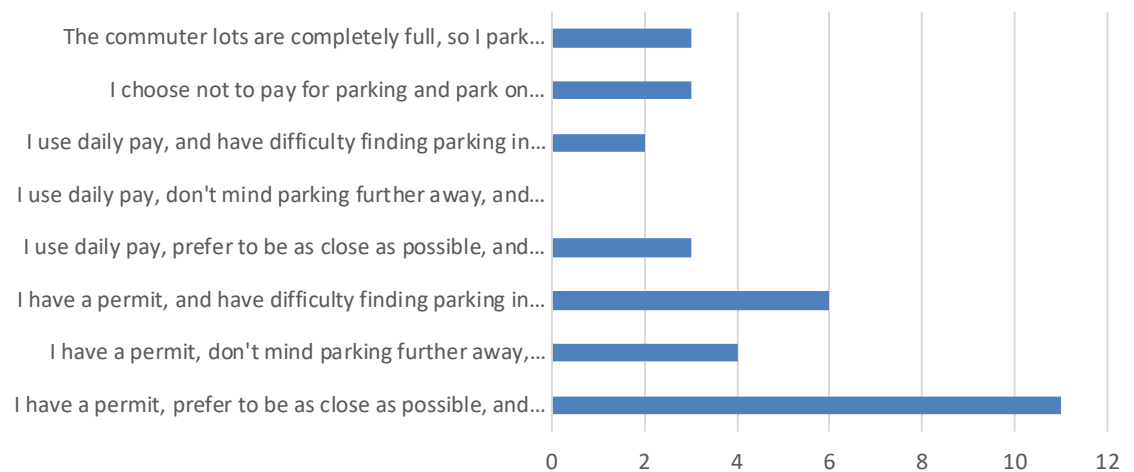 The commuter lots are completely full, so I park...
I choose not to pay for parking and park on...
I use daily pay, and have difficulty finding parking in...
I use daily pay, don't mind parking further away, and...
I use daily pay, prefer to be as close as possible, and...
I have a permit, and have difficulty finding parking in...
I have a permit, don't mind parking further away,...
I have a permit, prefer to be as close as possible, and...
0 2 4 6 8 10 12